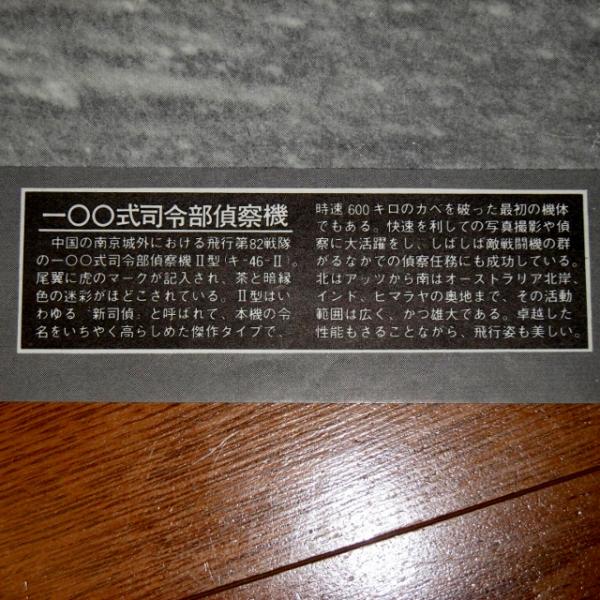 一〇〇式司令部偵察機
中国の南京城外における飛行第82戦隊
の一〇〇式司令部偵察機Ⅱ型(キ-46-Ⅱ)。
尾翼に虎のマークが記入され、茶と暗緑
色の迷彩がほどこされている。Ⅱ型はい
わゆる〝新司偵〟と呼ばれて、本機の令
名をいちやく高らしめた傑作タイプで、
時速600キロのカベを破った最初の機体
でもある。快速を利しての写真撮影や偵
察に大活躍をし、しばしば敵戦闘機の群
がるなかでの偵察任務にも成功している。
北はアッツから南はオーストラリア北岸、
インド、ヒマラヤの奥地まで、その活動
範囲は広く、かつ雄大である。卓越した
性能もさることながら、飛行姿も美しい。